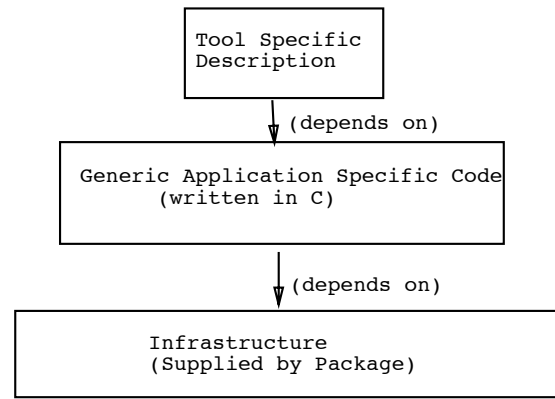 Tool Specific
Description
(depends on)
Generic Application Specific Code
(written in C)
(depends on)
Infrastructure
(Supplied by Package)